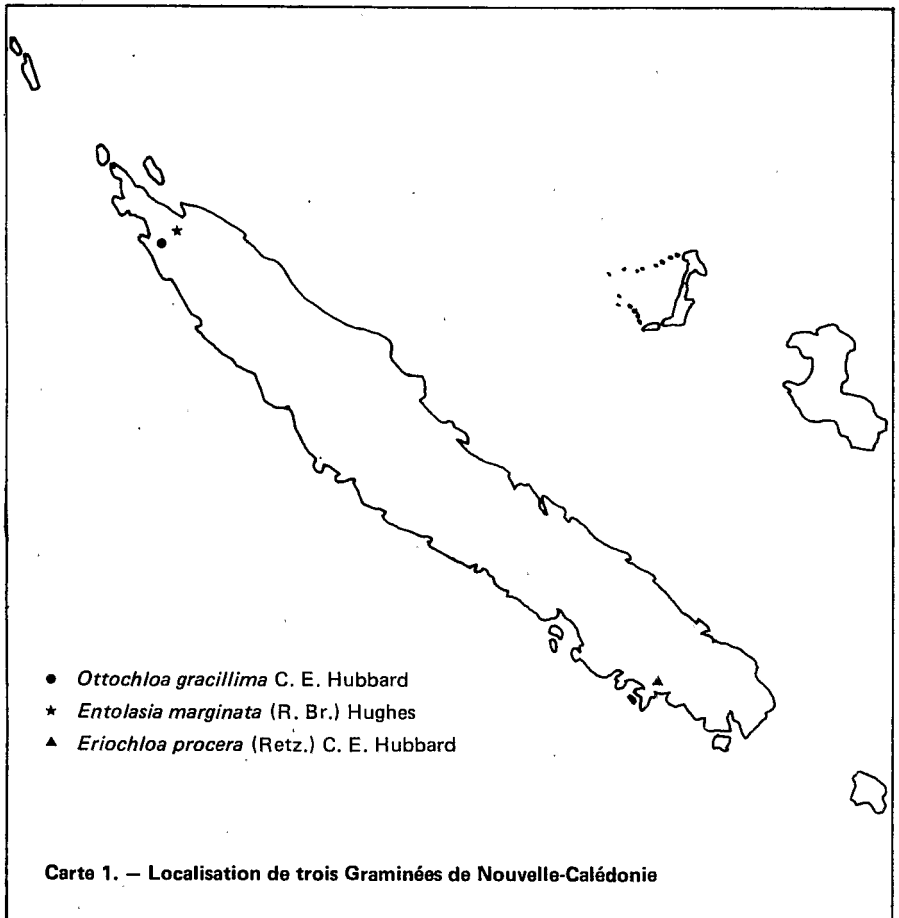 ● Ottochloa gracillima C. E. Hubbard
★ Entolasia marginata (R. Br.) Hughes
▲ Eriochloa procera (Retz.) C. E. Hubbard
Carte 1. — Localisation de trois Graminées de Nouvelle-Calédonie